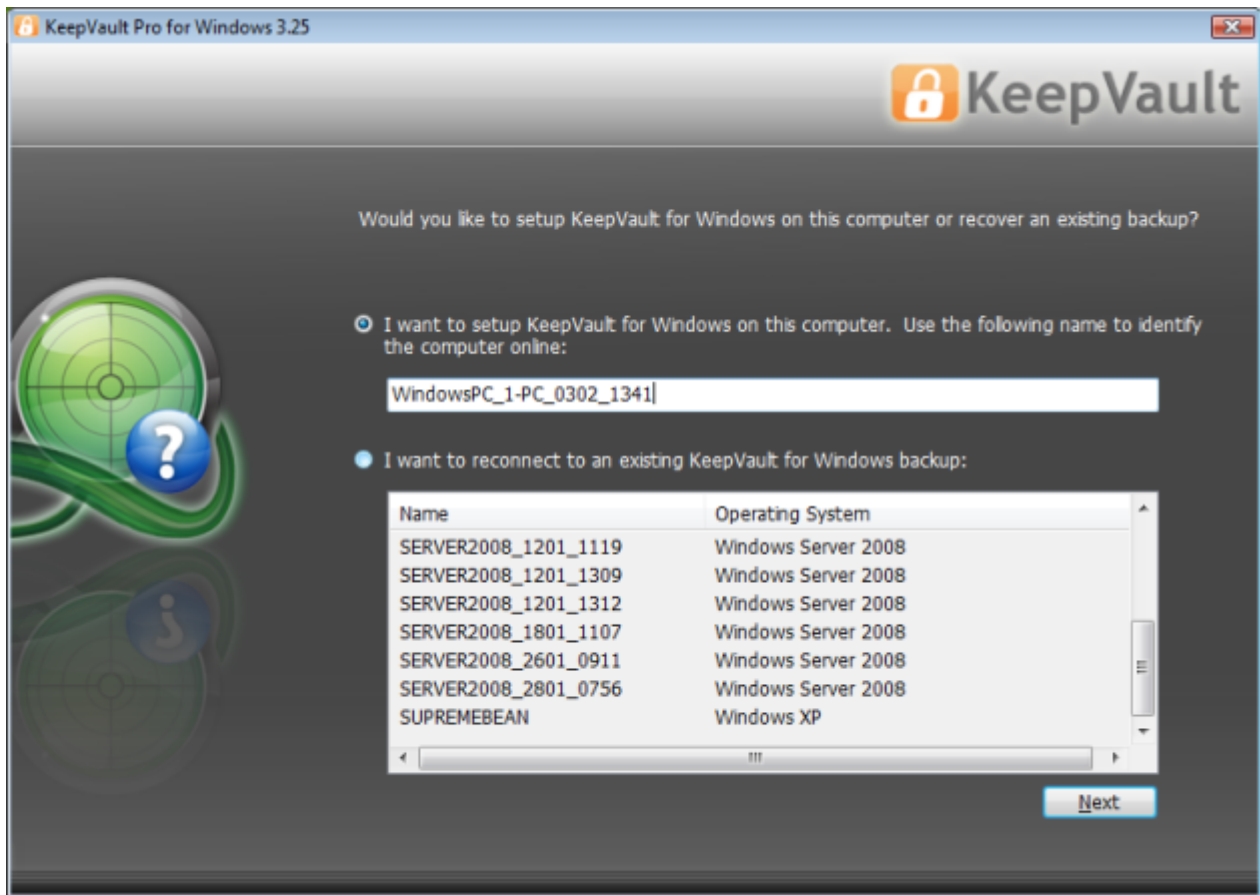 KeepVault Pro for Windows 3.25
KeepVault
Would you like to setup KeepVault for Windows on this computer or recover an existing backup?
I want to setup KeepVault for Windows on this computer.  Use the following name to identify
the computer online:
WindowsPC_1-PC_0302_1341
I want to reconnect to an existing KeepVault for Windows backup:
Name Operating System
SERVER2008_1201_1119 Windows Server 2008
SERVER2008_1201_1309 Windows Server 2008
SERVER2008_1201_1312 Windows Server 2008
SERVER2008_1801_1107 Windows Server 2008
SERVER2008_2601_0911 Windows Server 2008
SERVER2008_2801_0756 Windows Server 2008
SUPREMEBEAN Windows XP
Next